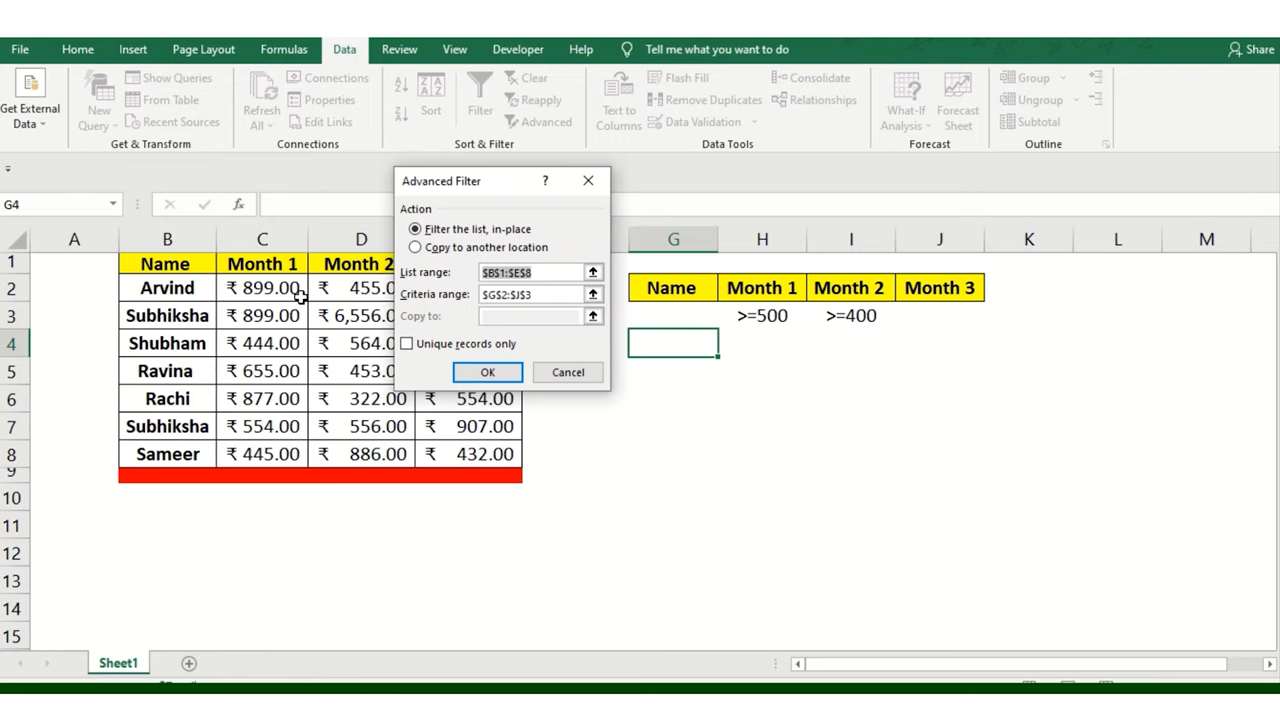 File Home Insert Page Layout Formulas Data Review View Developer Help Tell me what you want to do Share
Get External Data
New Query
Show Queries
From Table
Recent Sources
Get & Transform
Refresh All
Connections
Properties
Edit Links
Connections
Sort
Filter
Clear
Reapply
Advanced
Sort & Filter
Text to Columns
Flash Fill
Remove Duplicates
Data Validation
Consolidate
Relationships
Data Tools
What-If Analysis
Forecast Sheet
Forecast
Group
Ungroup
Subtotal
Outline
G4 fx
Advanced Filter ? ×
Action
Filter the list, in-place
Copy to another location
List range: $B$1:$E$8
Criteria range: $G$2:$J$3
Copy to:
Unique records only
OK Cancel
A B C D G H I J K L M
1 Name Month 1 Month 2
2 Arvind ₹ 899.00 ₹ 455.0 Name Month 1 Month 2 Month 3
3 Subhiksha ₹ 899.00 ₹ 6,556.0 >=500 >=400
4 Shubham ₹ 444.00 ₹ 564.0
5 Ravina ₹ 655.00 ₹ 453.0
6 Rachi ₹ 877.00 ₹ 322.00 ₹ 554.00
7 Subhiksha ₹ 554.00 ₹ 556.00 ₹ 907.00
8 Sameer ₹ 445.00 ₹ 886.00 ₹ 432.00
9
10
11
12
13
14
15
Sheet1